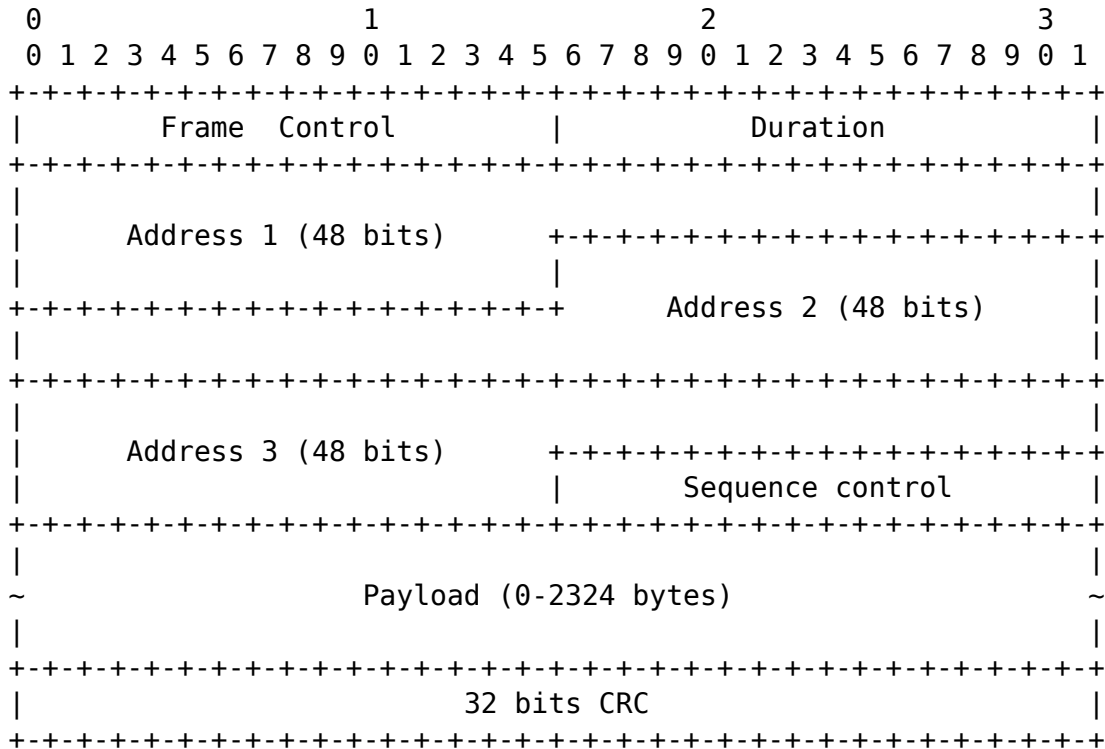 0 1 2 3
0 1 2 3 4 5 6 7 8 9 0 1 2 3 4 5 6 7 8 9 0 1 2 3 4 5 6 7 8 9 0 1
+-+-+-+-+-+-+-+-+-+-+-+-+-+-+-+-+-+-+-+-+-+-+-+-+-+-+-+-+-+-+-+-+
| Frame Control | Duration |
+-+-+-+-+-+-+-+-+-+-+-+-+-+-+-+-+-+-+-+-+-+-+-+-+-+-+-+-+-+-+-+-+
| |
| Address 1 (48 bits) +-+-+-+-+-+-+-+-+-+-+-+-+-+-+-+-+
| | |
+-+-+-+-+-+-+-+-+-+-+-+-+-+-+-+-+ Address 2 (48 bits) |
| |
+-+-+-+-+-+-+-+-+-+-+-+-+-+-+-+-+-+-+-+-+-+-+-+-+-+-+-+-+-+-+-+-+
| |
| Address 3 (48 bits) +-+-+-+-+-+-+-+-+-+-+-+-+-+-+-+-+
| | Sequence control |
+-+-+-+-+-+-+-+-+-+-+-+-+-+-+-+-+-+-+-+-+-+-+-+-+-+-+-+-+-+-+-+-+
| |
~ Payload (0-2324 bytes) ~
| |
+-+-+-+-+-+-+-+-+-+-+-+-+-+-+-+-+-+-+-+-+-+-+-+-+-+-+-+-+-+-+-+-+
| 32 bits CRC |
+-+-+-+-+-+-+-+-+-+-+-+-+-+-+-+-+-+-+-+-+-+-+-+-+-+-+-+-+-+-+-+-+